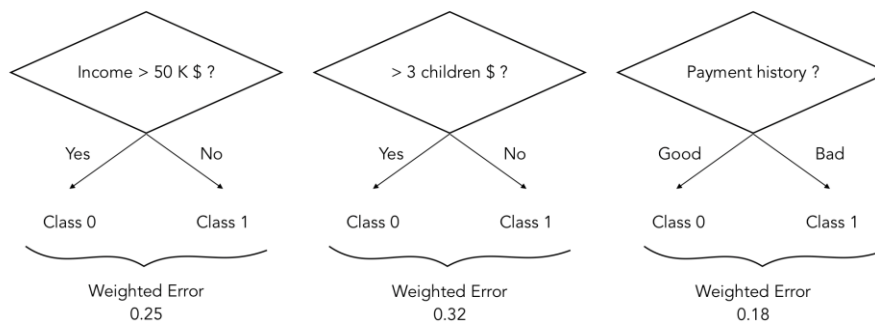 Income > 50 K $ ?
> 3 children $ ?
Payment history ?
Yes
No
Yes
No
Good
Bad
Class 0
Class 1
Class 0
Class 1
Class 0
Class 1
Weighted Error
0.25
Weighted Error
0.32
Weighted Error
0.18